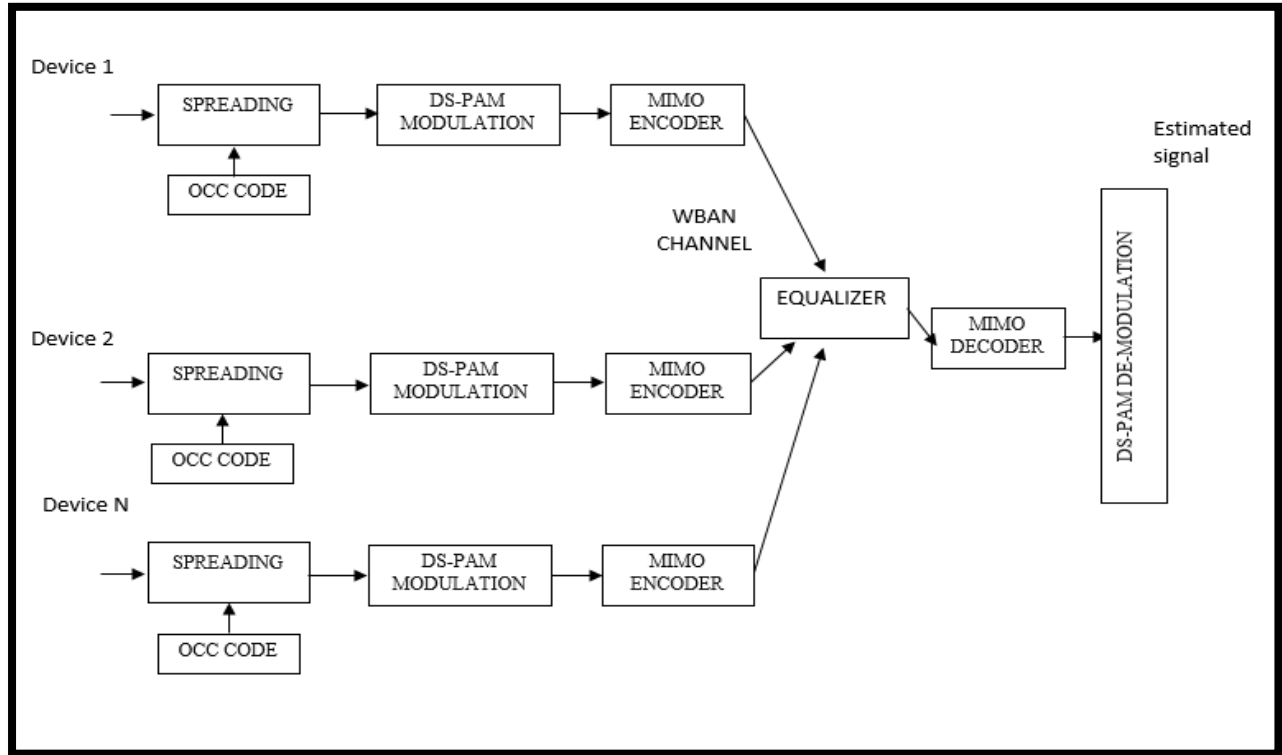 Device 1
SPREADING
OCC CODE
DS-PAM
MODULATION
MIMO
ENCODER
WBAN
CHANNEL
Device 2
SPREADING
OCC CODE
DS-PAM
MODULATION
MIMO
ENCODER
Device N
SPREADING
OCC CODE
DS-PAM
MODULATION
MIMO
ENCODER
EQUALIZER
MIMO
DECODER
Estimated
signal
DS-PAM DE-MODULATION